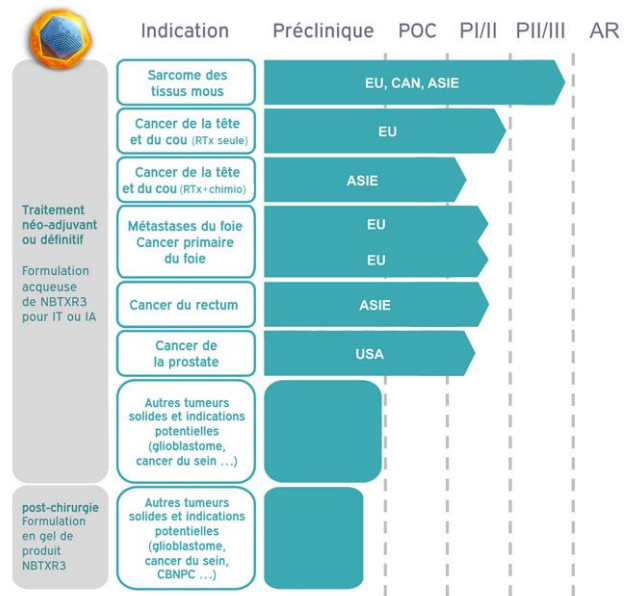 Indication Préclinique POC PI/II PII/III AR
Sarcome des
tissus mous
EU, CAN, ASIE
Cancer de la tête
et du cou (RTx seule)
EU
Cancer de la tête
et du cou (RTx+chimio)
ASIE
Traitement
néo-adjuvant
ou définitif
Formulation
acqueuse
de NBTXR3
pour IT ou IA
Métastases du foie
Cancer primaire
du foie
EU
EU
Cancer du rectum
ASIE
Cancer de
la prostate
USA
Autres tumeurs
solides et indications
potentielles
(glioblastome,
cancer du sein ...)
post-chirurgie
Formulation
en gel de
produit
NBTXR3
Autres tumeurs
solides et indications
potentielles
(glioblastome,
cancer du sein,
CBNPC ...)